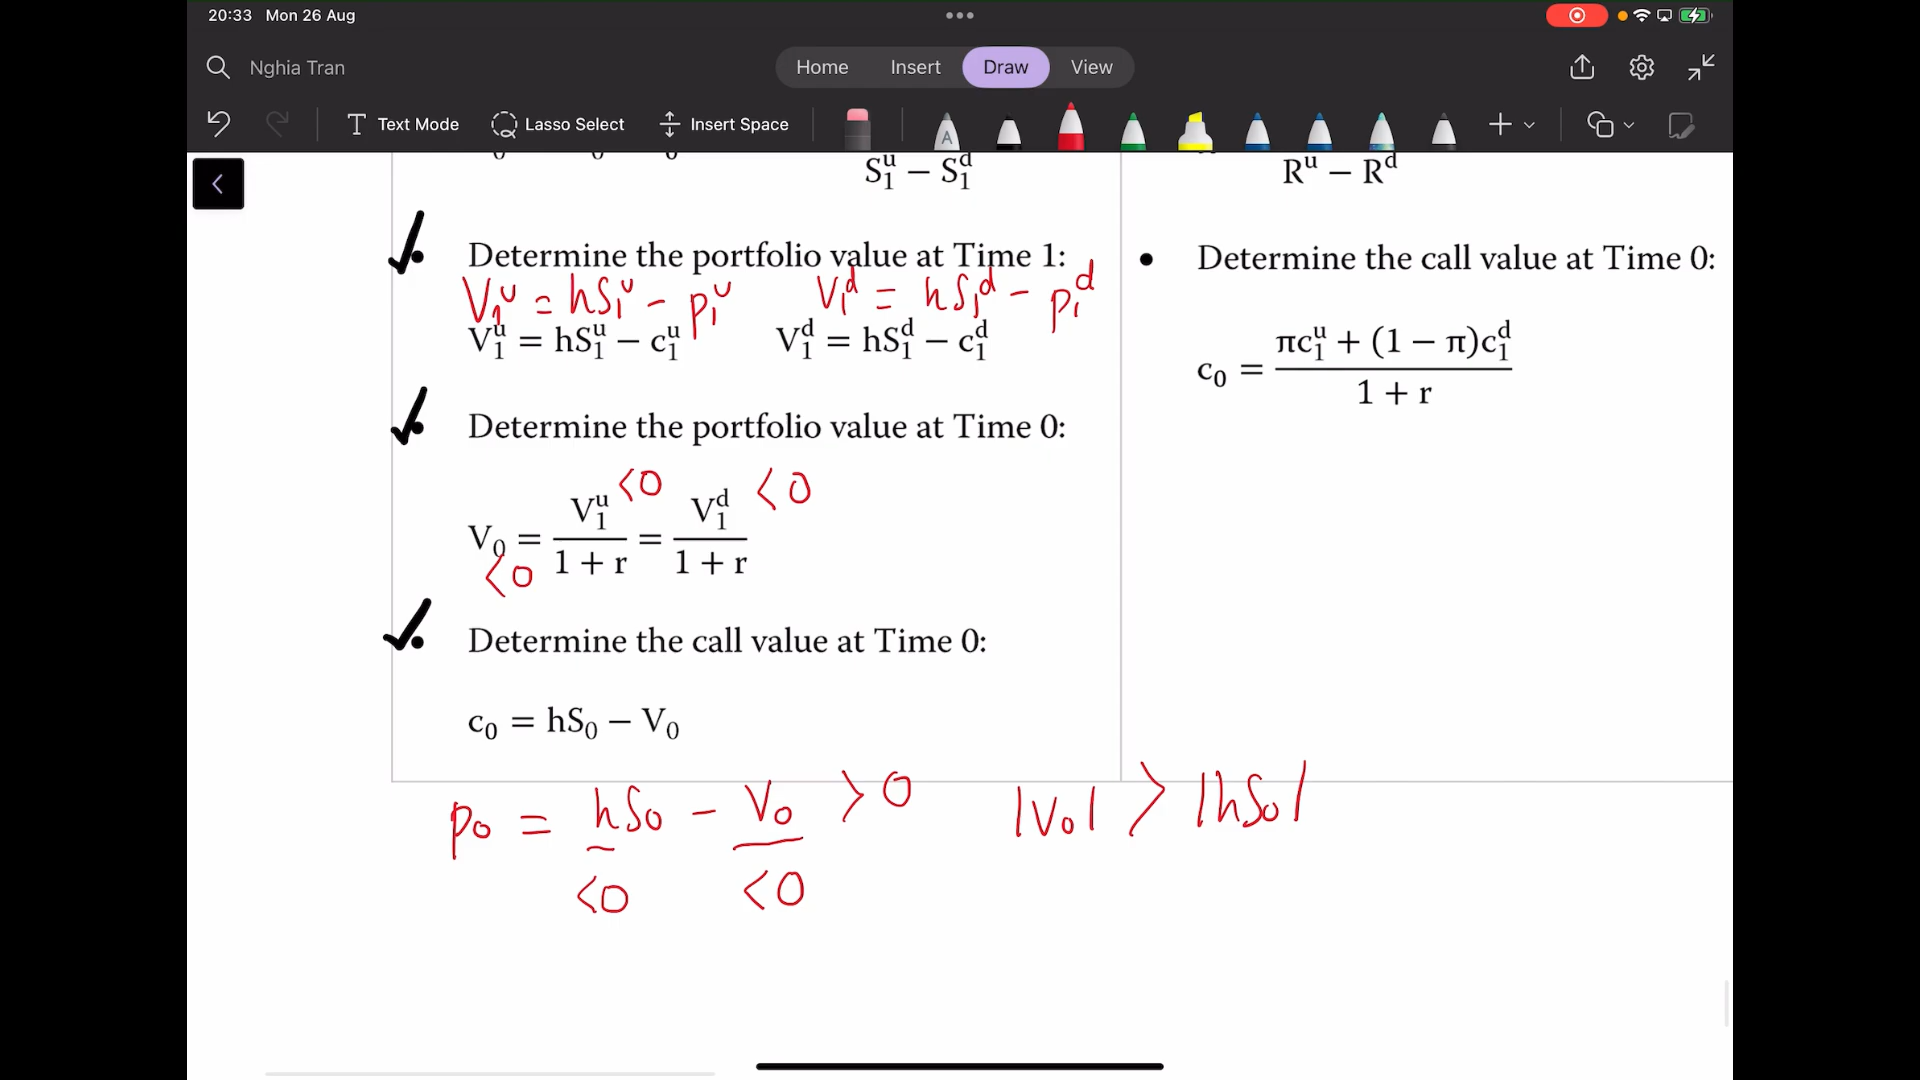 20:33 Mon 26 Aug
Nghia Tran
Home Insert Draw View
Text Mode Lasso Select Insert Space
A
S₁ᵘ − S₁ᵈ
Rᵘ − Rᵈ
• Determine the portfolio value at Time 1:
V₁ᵘ = hS₁ᵘ − p₁ᵘ V₁ᵈ = hS₁ᵈ − p₁ᵈ
V₁ᵘ = hS₁ᵘ − c₁ᵘ V₁ᵈ = hS₁ᵈ − c₁ᵈ
• Determine the portfolio value at Time 0:
<0 <0
V₀ = V₁ᵘ / (1 + r) = V₁ᵈ / (1 + r)
<0
• Determine the call value at Time 0:
c₀ = hS₀ − V₀
• Determine the call value at Time 0:
c₀ = (πc₁ᵘ + (1 − π)c₁ᵈ) / (1 + r)
p₀ = hS₀ − V₀ > 0 |V₀| > |hS₀|
<0 <0